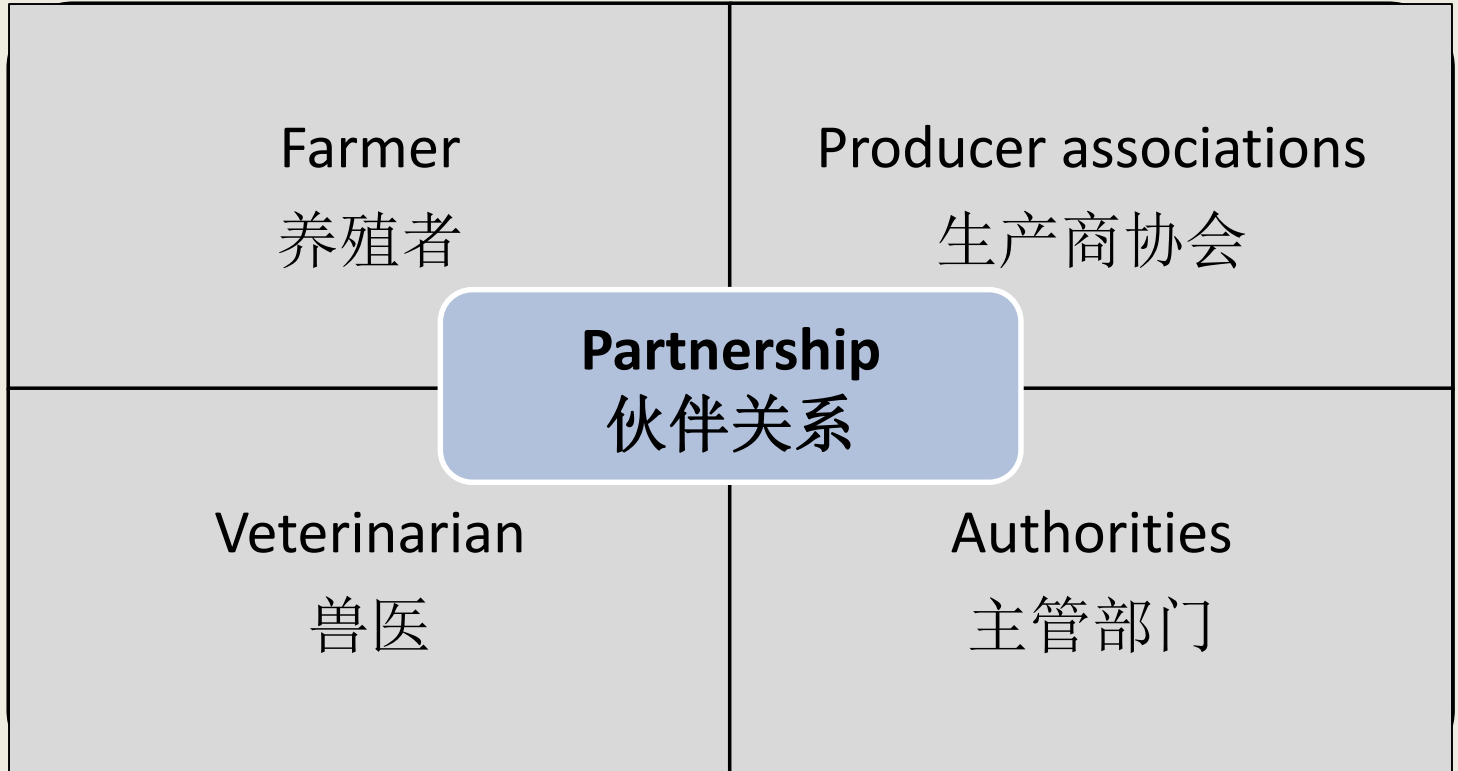 Farmer
养殖者
Producer associations
生产商协会
Partnership
伙伴关系
Veterinarian
兽医
Authorities
主管部门